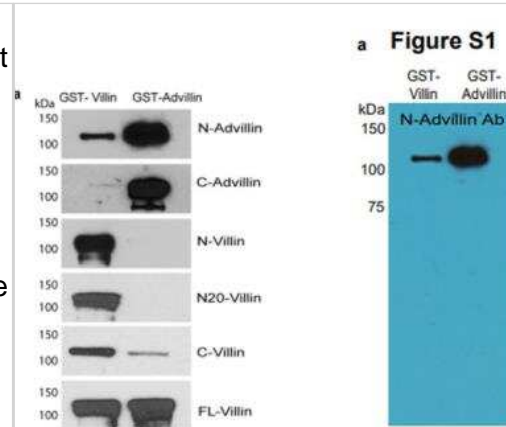 t
e
a
kDa
GST- Villin GST-Advillin
150
100
N-Advillin
150
100
C-Advillin
150
100
N-Villin
150
100
N20-Villin
150
100
C-Villin
150
100
FL-Villin
a Figure S1
GST-
Villin
GST-
Advillin
kDa
150
100
75
N-Advillin Ab